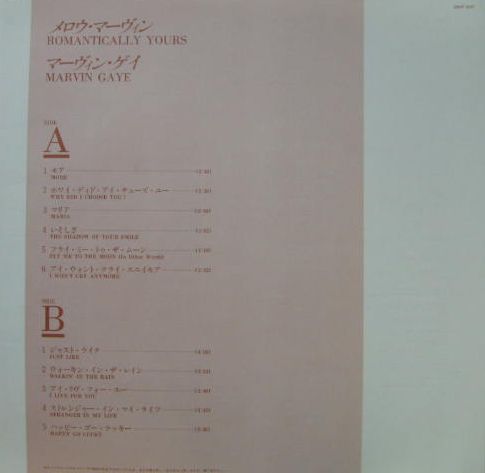 メロウ・マーヴィン
ROMANTICALLY YOURS
マーヴィン・ゲイ
MARVIN GAYE
SIDE
A
1 モア
MORE
2 ホワイ・ディド・アイ・チューズ・ユー
WHY DID I CHOOSE YOU?
3 マリア
MARIA
4 いそしぎ
THE SHADOW OF YOUR SMILE
5 フライ・ミー・トゥ・ザ・ムーン
FLY ME TO THE MOON (In Other Words)
6 アイ・ウォント・クライ・エニイモア
I WON'T CRY ANYMORE
SIDE
B
1 ジャスト・ライク
JUST LIKE
2 ウォーキン・イン・ザ・レイン
WALKIN' IN THE RAIN
3 アイ・リヴ・フォー・ユー
I LIVE FOR YOU
4 ストレンジャー・イン・マイ・ライフ
STRANGER IN MY LIFE
5 ハッピー・ゴー・ラッキー
HAPPY GO LUCKY